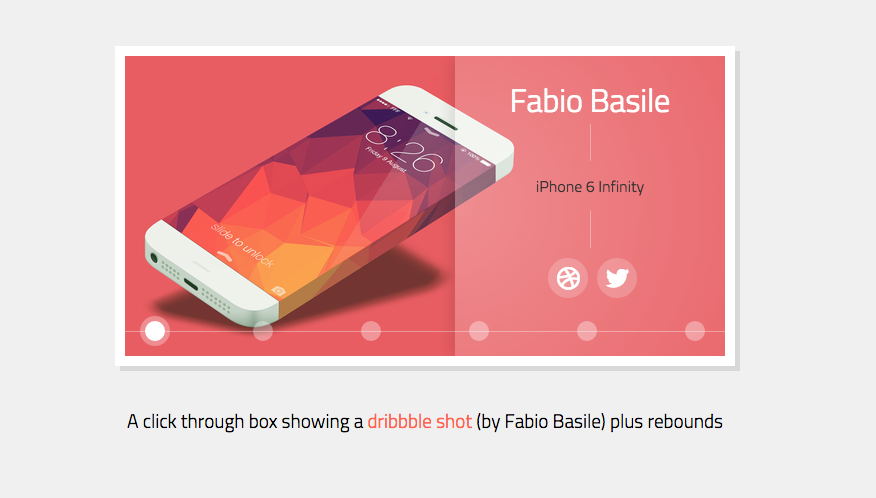 Fabio Basile
8:26
100%
Friday 9 August
iPhone 6 Infinity
slide to unlock
A click through box showing a dribbble shot (by Fabio Basile) plus rebounds